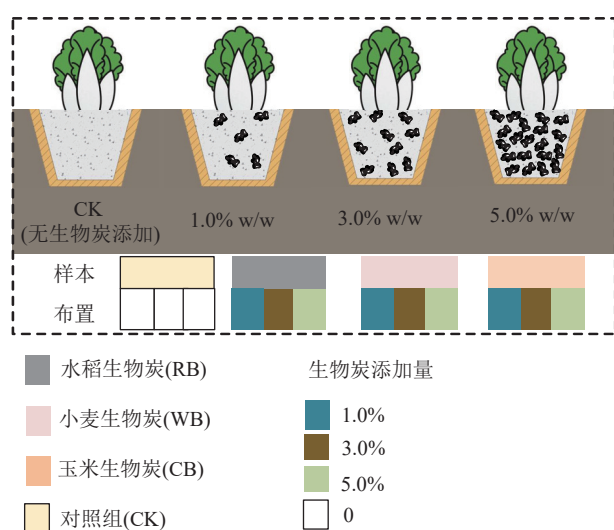 CK
(无生物炭添加)
1.0% w/w
3.0% w/w
5.0% w/w
样本
布置
水稻生物炭(RB)
小麦生物炭(WB)
玉米生物炭(CB)
对照组(CK)
生物炭添加量
1.0%
3.0%
5.0%
0